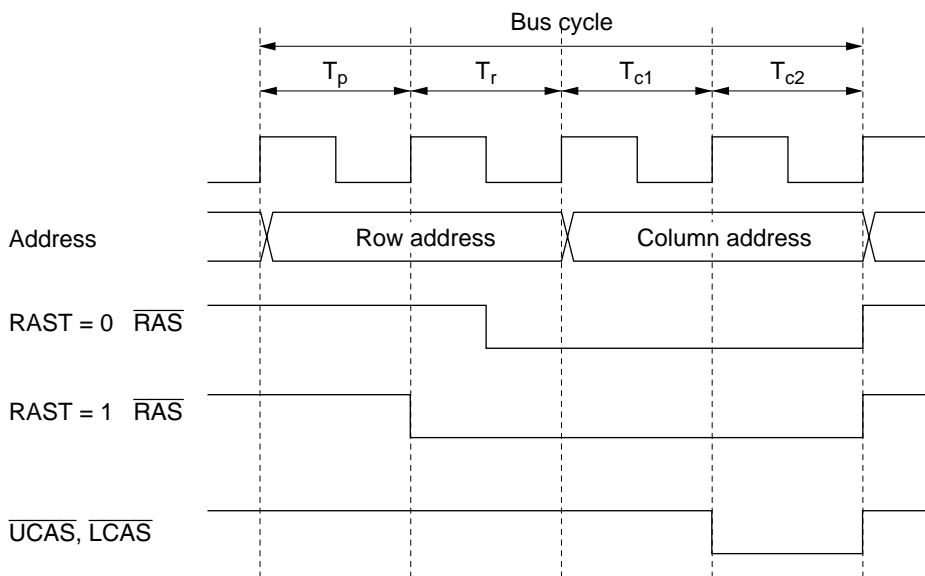 Bus cycle
Tp Tr Tc1 Tc2
Address Row address Column address
RAST = 0 RAS
RAST = 1 RAS
UCAS, LCAS